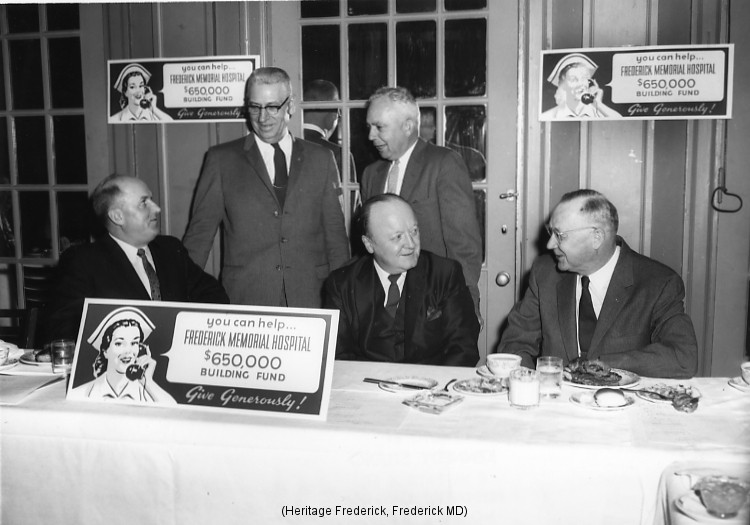 you can help...
FREDERICK MEMORIAL HOSPITAL
$650,000
BUILDING FUND
Give Generously!
you can help...
FREDERICK MEMORIAL HOSPITAL
$650,000
BUILDING FUND
Give Generously!
you can help...
FREDERICK MEMORIAL HOSPITAL
$650,000
BUILDING FUND
Give Generously!
(Heritage Frederick, Frederick MD)